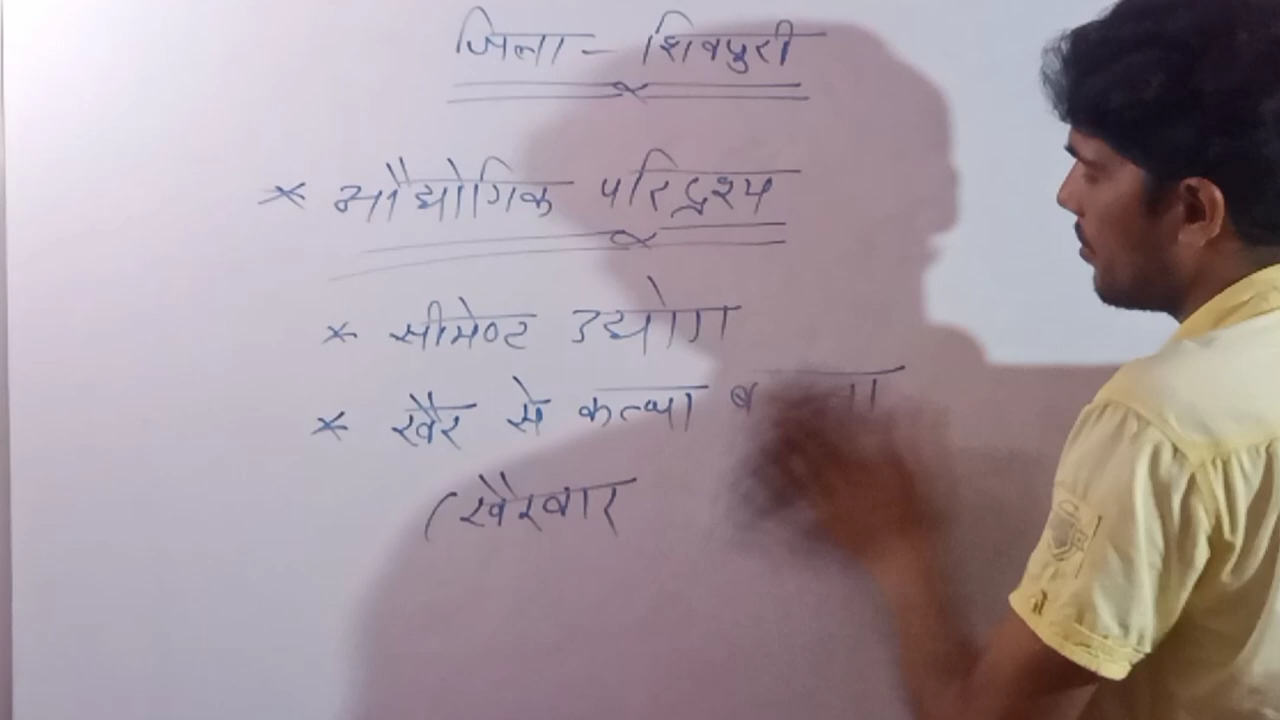 जिला - शिवपुरी
* औद्योगिक परिदृश्य
* सीमेण्ट उद्योग
* खैर से कत्था
(खैरवार